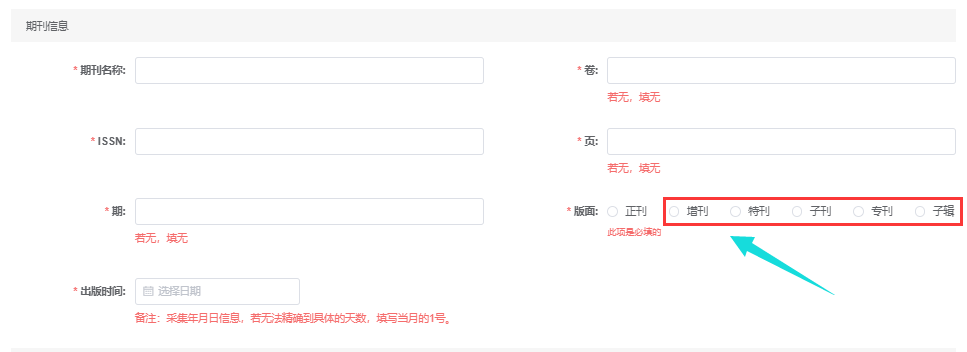 期刊信息
* 期刊名称:
* 卷:
若无，填无
* ISSN:
* 页:
若无，填无
* 期:
若无，填无
* 版面: 正刊 增刊 特刊 子刊 专刊 子辑
此项是必填的
* 出版时间: 选择日期
备注：采集年月日信息，若无法精确到具体的天数，填写当月的1号。